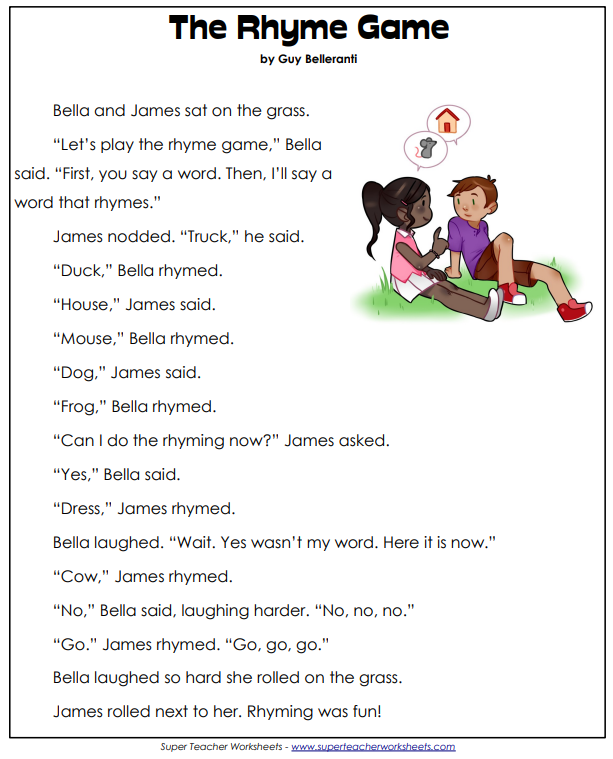 The Rhyme Game
by Guy Belleranti
Bella and James sat on the grass.
“Let’s play the rhyme game,” Bella
said. “First, you say a word. Then, I’ll say a
word that rhymes.”
James nodded. “Truck,” he said.
“Duck,” Bella rhymed.
“House,” James said.
“Mouse,” Bella rhymed.
“Dog,” James said.
“Frog,” Bella rhymed.
“Can I do the rhyming now?” James asked.
“Yes,” Bella said.
“Dress,” James rhymed.
Bella laughed. “Wait. Yes wasn’t my word. Here it is now.”
“Cow,” James rhymed.
“No,” Bella said, laughing harder. “No, no, no.”
“Go.” James rhymed. “Go, go, go.”
Bella laughed so hard she rolled on the grass.
James rolled next to her. Rhyming was fun!
Super Teacher Worksheets - www.superteacherworksheets.com